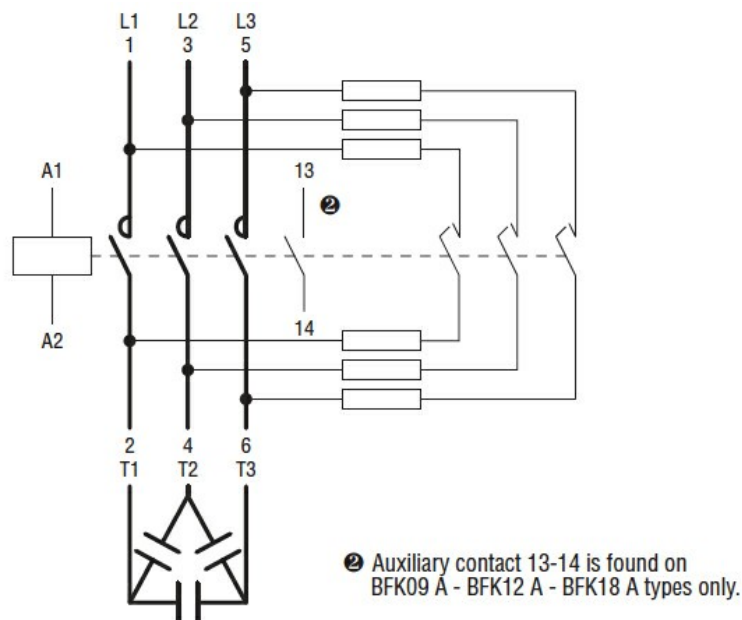 L1 L2 L3
1 3 5
A1
13
❷
14
A2
2 4 6
T1 T2 T3
❷ Auxiliary contact 13-14 is found on
BFK09 A - BFK12 A - BFK18 A types only.